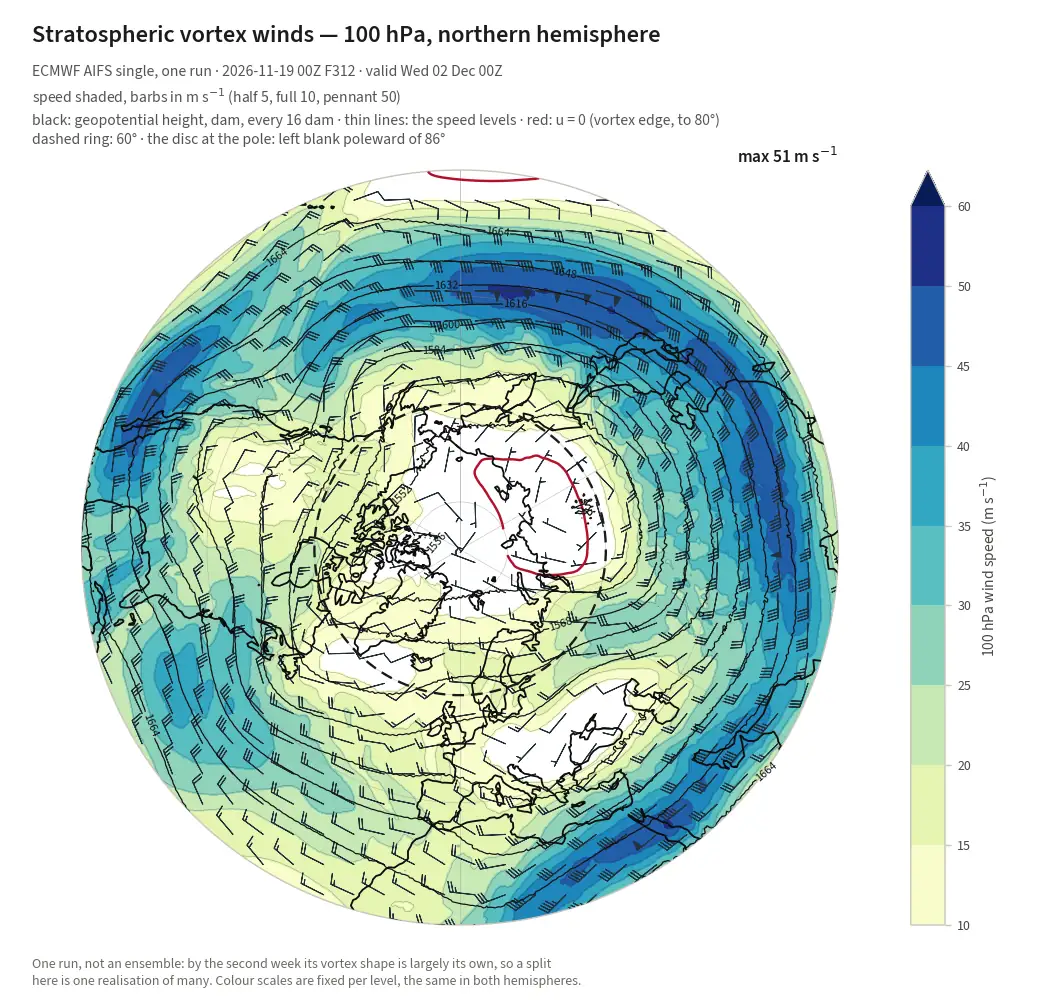 Stratospheric vortex winds — 100 hPa, northern hemisphere
ECMWF AIFS single, one run · 2026-11-19 00Z F312 · valid Wed 02 Dec 00Z
speed shaded, barbs in m s⁻¹ (half 5, full 10, pennant 50)
black: geopotential height, dam, every 16 dam · thin lines: the speed levels · red: u = 0 (vortex edge, to 80°)
dashed ring: 60° · the disc at the pole: left blank poleward of 86°
max 51 m s⁻¹
60
50
45
40
35
30
25
20
15
10
100 hPa wind speed (m s⁻¹)
1664
1664
1648
1632
1616
1600
1584
1552
1536
1568
1664
1664
One run, not an ensemble: by the second week its vortex shape is largely its own, so a split
here is one realisation of many. Colour scales are fixed per level, the same in both hemispheres.